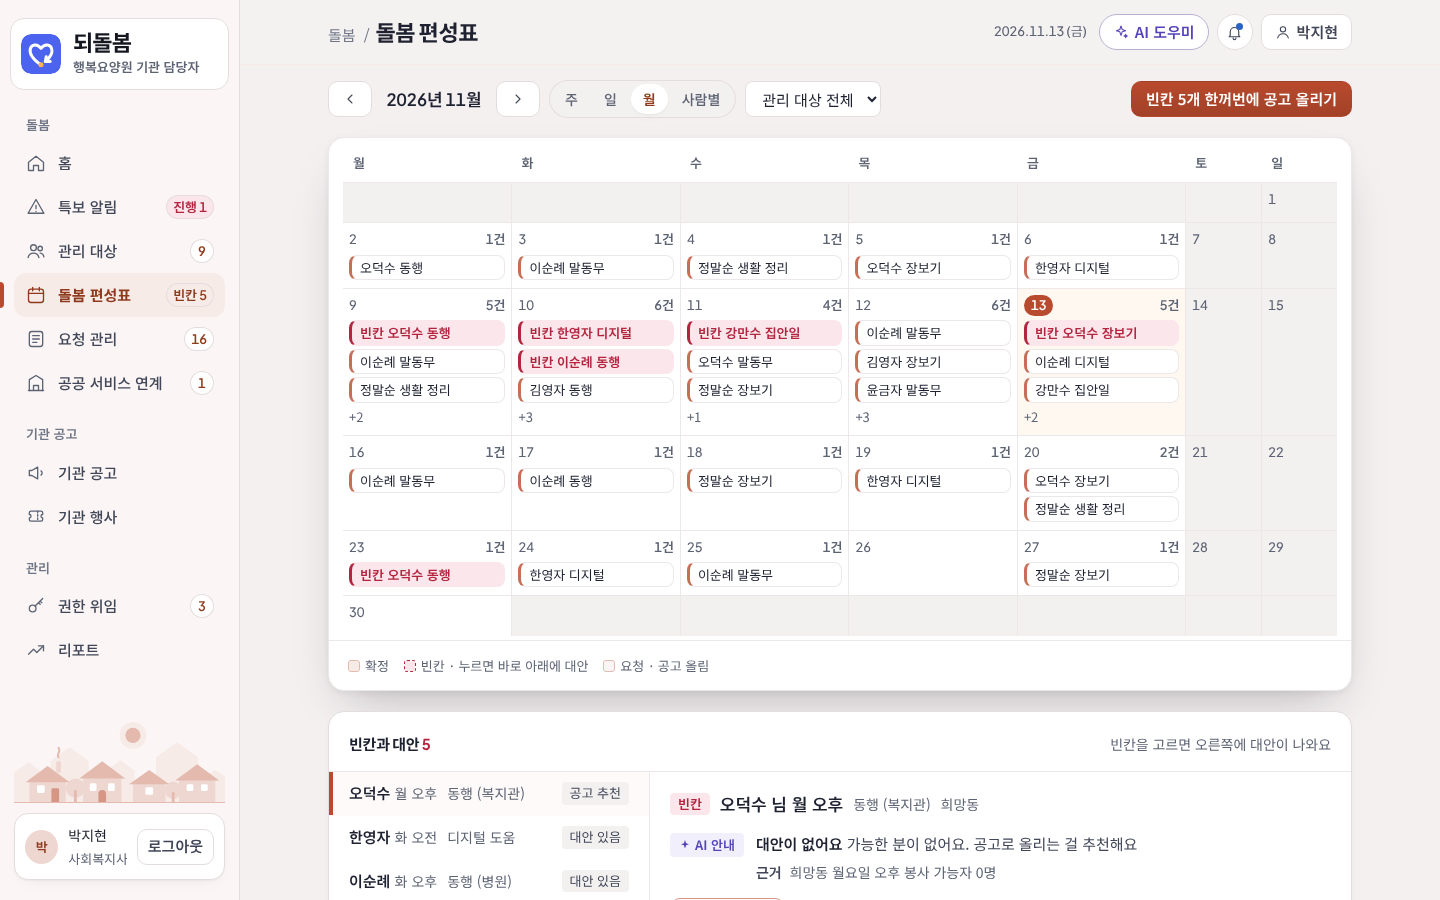 되돌봄
행복요양원 기관 담당자
돌봄
홈
특보 알림 진행 1
관리 대상 9
돌봄 편성표 빈칸 5
요청 관리 16
공공 서비스 연계 1
기관 공고
기관 공고
기관 행사
관리
권한 위임 3
리포트
박 박지현
사회복지사
로그아웃
돌봄 / 돌봄 편성표
2026.11.13(금) AI 도우미 박지현
2026년 11월 주 일 월 사람별 관리 대상 전체 빈칸 5개 한꺼번에 공고 올리기
월 화 수 목 금 토 일
1
2 1건 3 1건 4 1건 5 1건 6 1건 7 8
오덕수 동행 이순례 말동무 정말순 생활 정리 오덕수 장보기 한영자 디지털
9 5건 10 6건 11 4건 12 6건 13 5건 14 15
빈칸 오덕수 동행 빈칸 한영자 디지털 빈칸 강만수 집안일 이순례 말동무 빈칸 오덕수 장보기
이순례 말동무 빈칸 이순례 동행 오덕수 말동무 김영자 장보기 이순례 디지털
정말순 생활 정리 김영자 동행 정말순 장보기 윤금자 말동무 강만수 집안일
+2 +3 +1 +3 +2
16 1건 17 1건 18 1건 19 1건 20 2건 21 22
이순례 말동무 이순례 동행 정말순 장보기 한영자 디지털 오덕수 장보기
정말순 생활 정리
23 1건 24 1건 25 1건 26 27 1건 28 29
빈칸 오덕수 동행 한영자 디지털 이순례 말동무 정말순 장보기
30
확정 빈칸 · 누르면 바로 아래에 대안 요청 · 공고 올림
빈칸과 대안 5 빈칸을 고르면 오른쪽에 대안이 나와요
오덕수 월 오후 동행 (복지관) 공고 추천
한영자 화 오전 디지털 도움 대안 있음
이순례 화 오후 동행 (병원) 대안 있음
빈칸 오덕수 님 월 오후 동행 (복지관) 희망동
AI 안내 대안이 없어요 가능한 분이 없어요. 공고로 올리는 걸 추천해요
근거 희망동 월요일 오후 봉사 가능자 0명